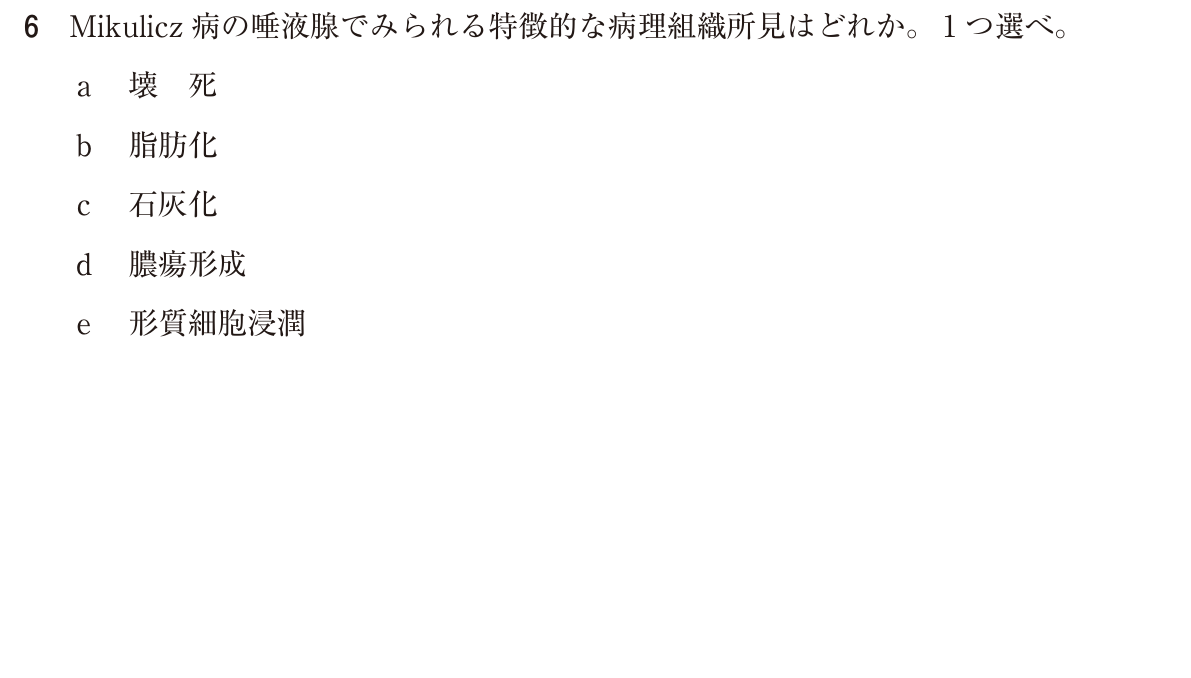 6 Mikulicz 病の唾液腺でみられる特徴的な病理組織所見はどれか。1 つ選べ。
a 壊 死
b 脂肪化
c 石灰化
d 膿瘍形成
e 形質細胞浸潤